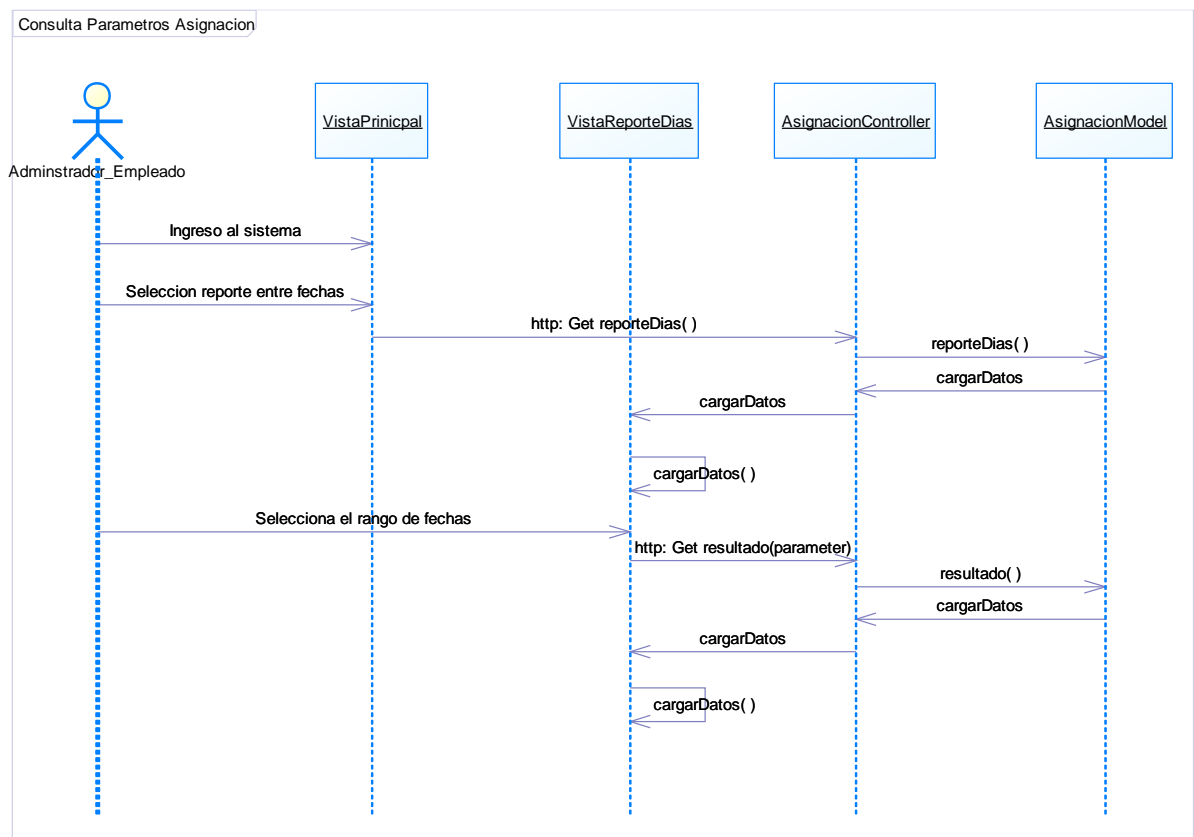 Consulta Parametros Asignacion
Adminstrador_Empleado
VistaPrinicpal
VistaReporteDias
AsignacionController
AsignacionModel
Ingreso al sistema
Seleccion reporte entre fechas
http: Get reporteDias( )
reporteDias( )
cargarDatos
cargarDatos
cargarDatos( )
Selecciona el rango de fechas
http: Get resultado(parameter)
resultado( )
cargarDatos
cargarDatos
cargarDatos( )